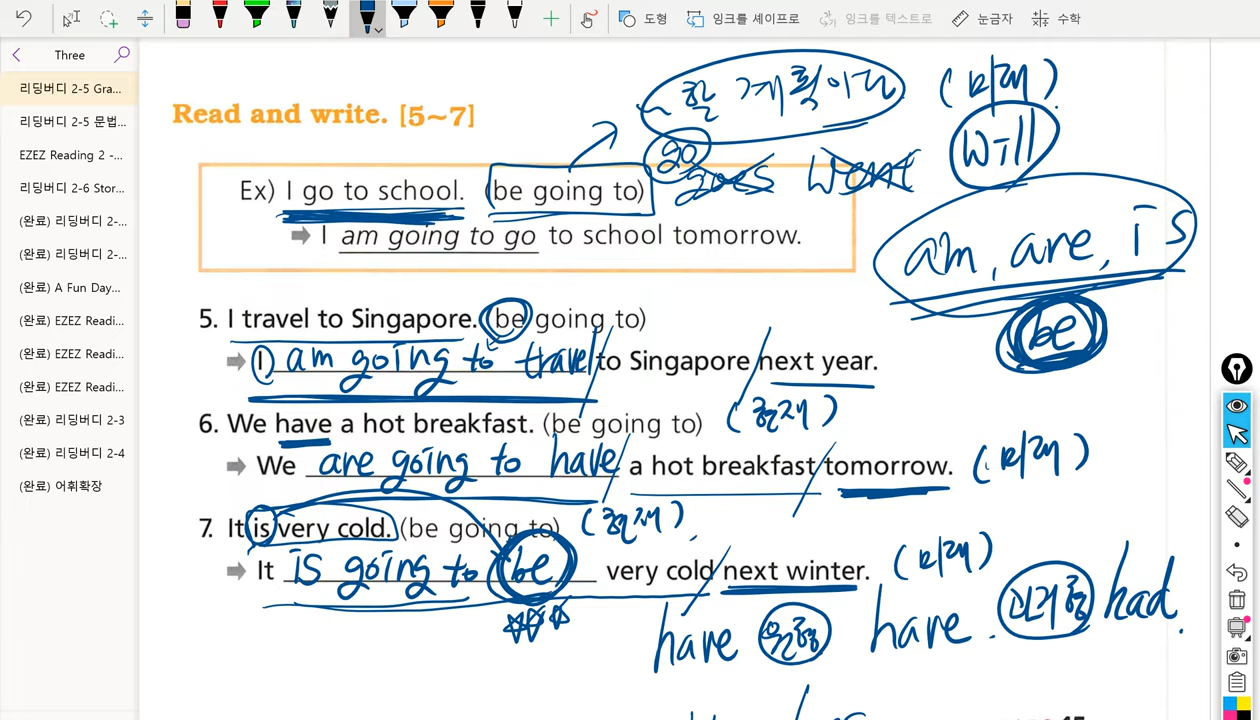 도형
잉크를 셰이프로
잉크를 텍스트로
눈금자
수학
Three
리딩버디 2-5 Gra...
리딩버디 2-5 문법...
EZEZ Reading 2 -...
리딩버디 2-6 Stor...
(완료) 리딩버디 2-...
(완료) 리딩버디 2-...
(완료) A Fun Day...
(완료) EZEZ Readi...
(완료) EZEZ Readi...
(완료) EZEZ Readi...
(완료) 리딩버디 2-3
(완료) 리딩버디 2-4
(완료) 어휘확장
~할 계획이다 (미래)
Read and write. [5~7]
go goes went will
Ex) I go to school. (be going to)
I am going to go to school tomorrow.
am, are, is
be
5. I travel to Singapore. (be going to)
I am going to travel to Singapore next year.
6. We have a hot breakfast. (be going to) (현재)
We are going to have a hot breakfast tomorrow. (미래)
7. It is very cold. (be going to) (현재)
It is going to be very cold next winter. (미래)
have 원형 have. 과거형 had.